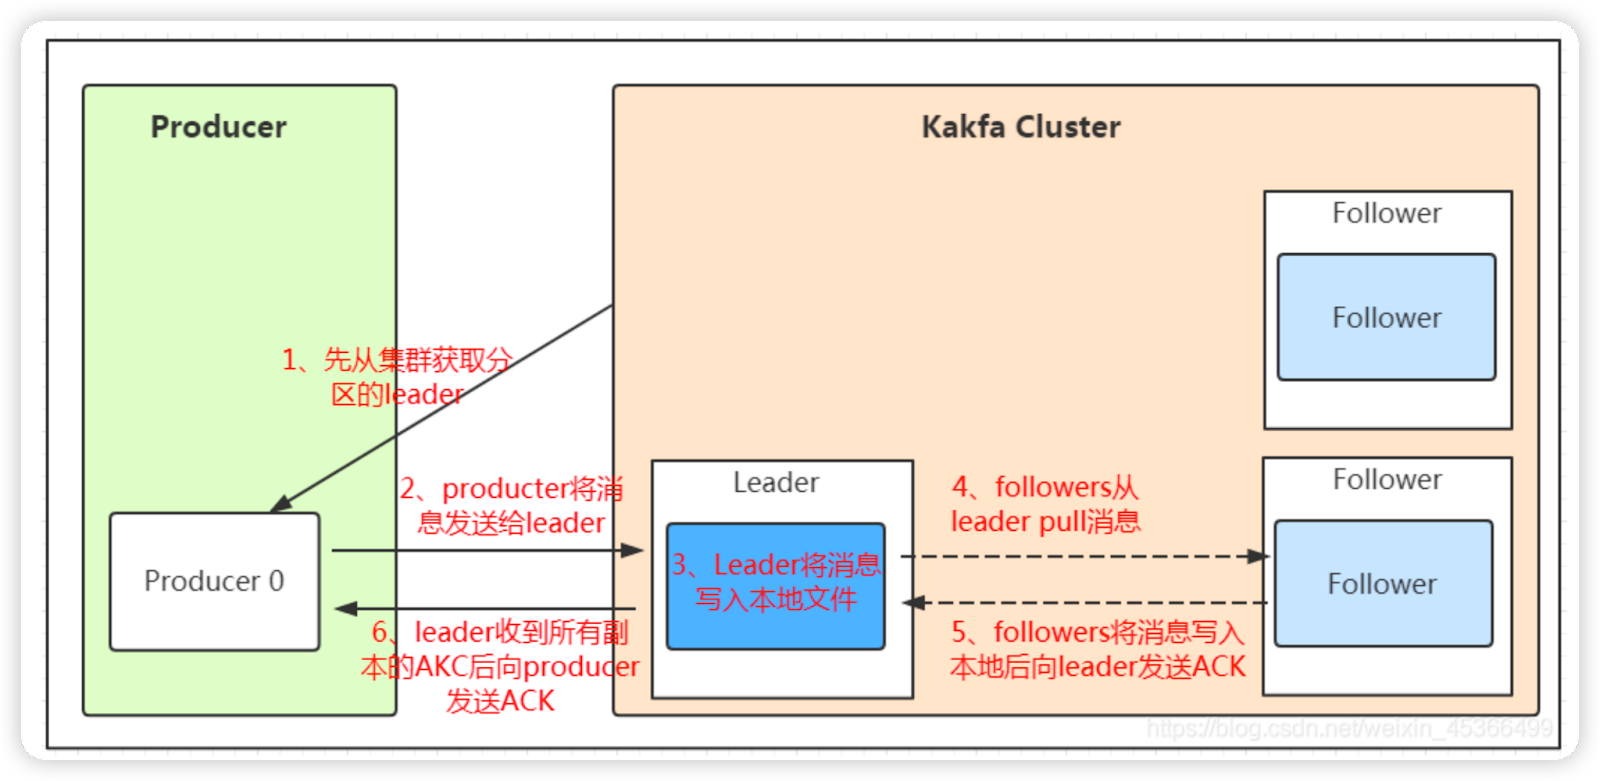 Producer
Kakfa Cluster
Follower
Follower
1、先从集群获取分
区的leader
2、producter将消
息发送给leader
Leader
4、followers从
leader pull消息
Follower
3、Leader将消息
写入本地文件
Producer 0
Follower
6、leader收到所有副
本的AKC后向producer
发送ACK
5、followers将消息写入
本地后向leader发送ACK
https://blog.csdn.net/weixin_45366499